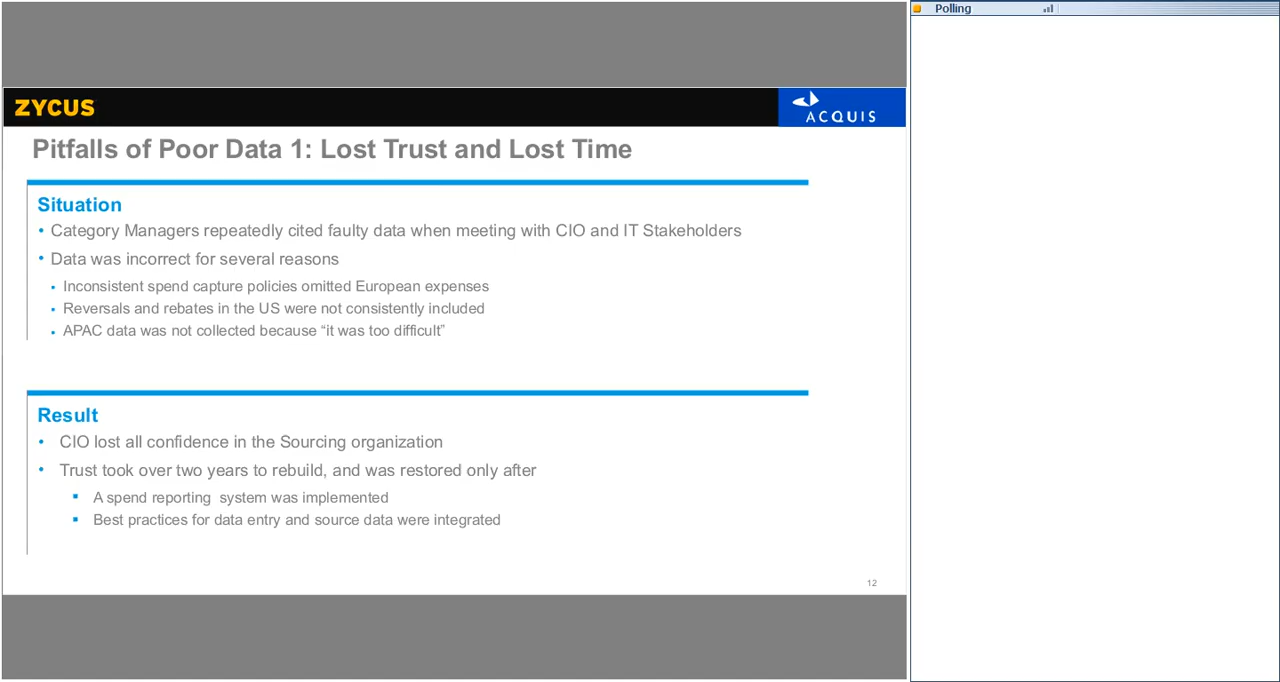 Polling
ZYCUS
ACQUIS
Pitfalls of Poor Data 1: Lost Trust and Lost Time
Situation
• Category Managers repeatedly cited faulty data when meeting with CIO and IT Stakeholders
• Data was incorrect for several reasons
▪ Inconsistent spend capture policies omitted European expenses
▪ Reversals and rebates in the US were not consistently included
▪ APAC data was not collected because “it was too difficult”
Result
• CIO lost all confidence in the Sourcing organization
• Trust took over two years to rebuild, and was restored only after
▪ A spend reporting system was implemented
▪ Best practices for data entry and source data were integrated
12